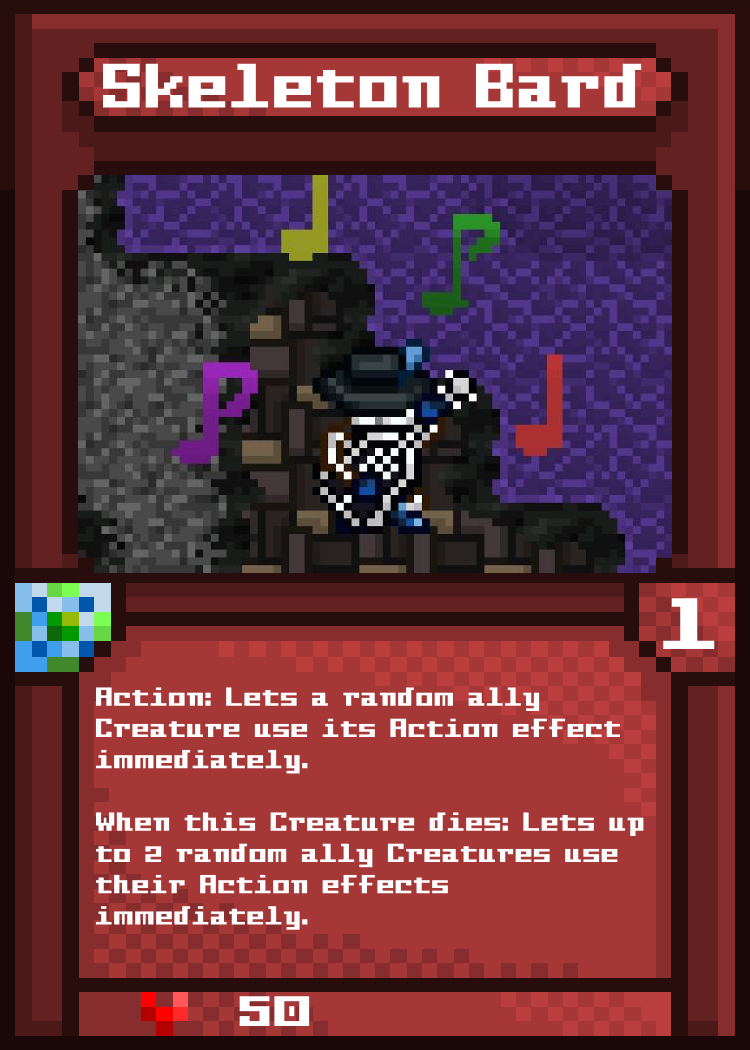 Skeleton Bard
1
Action: Lets a random ally
Creature use its Action effect
immediately.
When this Creature dies: Lets up
to 2 random ally Creatures use
their Action effects
immediately.
50